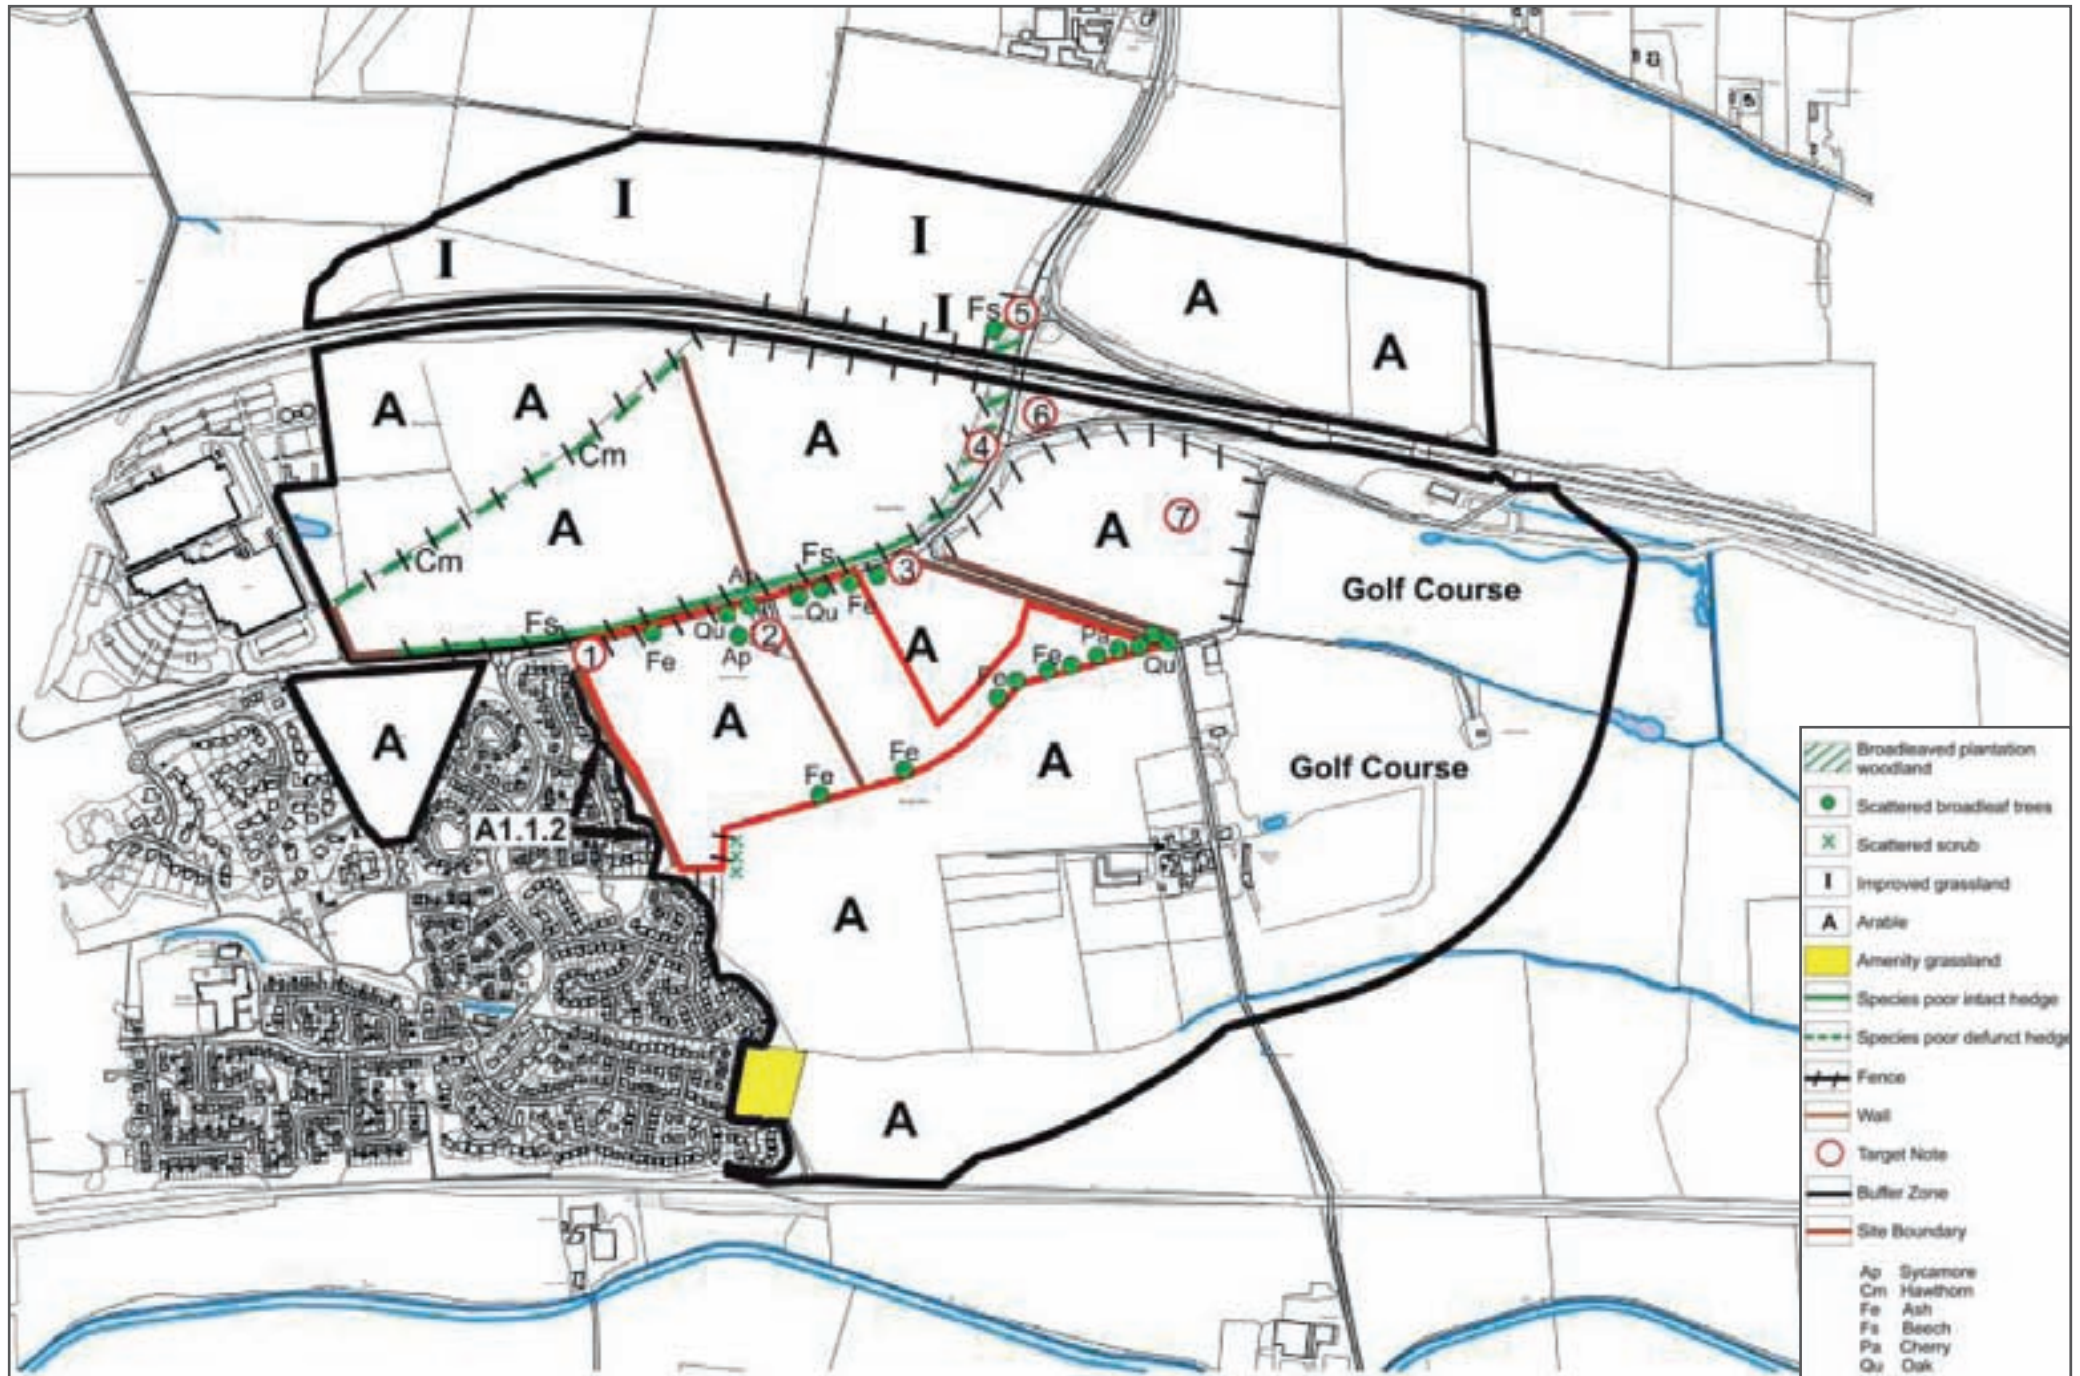 I
I
I
I
Fs
5
A
A
A
A
A
6
4
Cm
A
Cm
A
7
Golf Course
Fs
3
Ap
Qu
Fe
Fs
Qu
2
1
Fe
Ap
A
Pa
Fe
Qu
Fe
A
A
A
Golf Course
Fe
Fe
A1.1.2
A
A
Broadleaved plantation
woodland
Scattered broadleaf trees
Scattered scrub
I Improved grassland
A Arable
Amenity grassland
Species poor intact hedge
Species poor defunct hedge
Fence
Wall
Target Note
Buffer Zone
Site Boundary
Ap Sycamore
Cm Hawthorn
Fe Ash
Fs Beech
Pa Cherry
Qu Oak